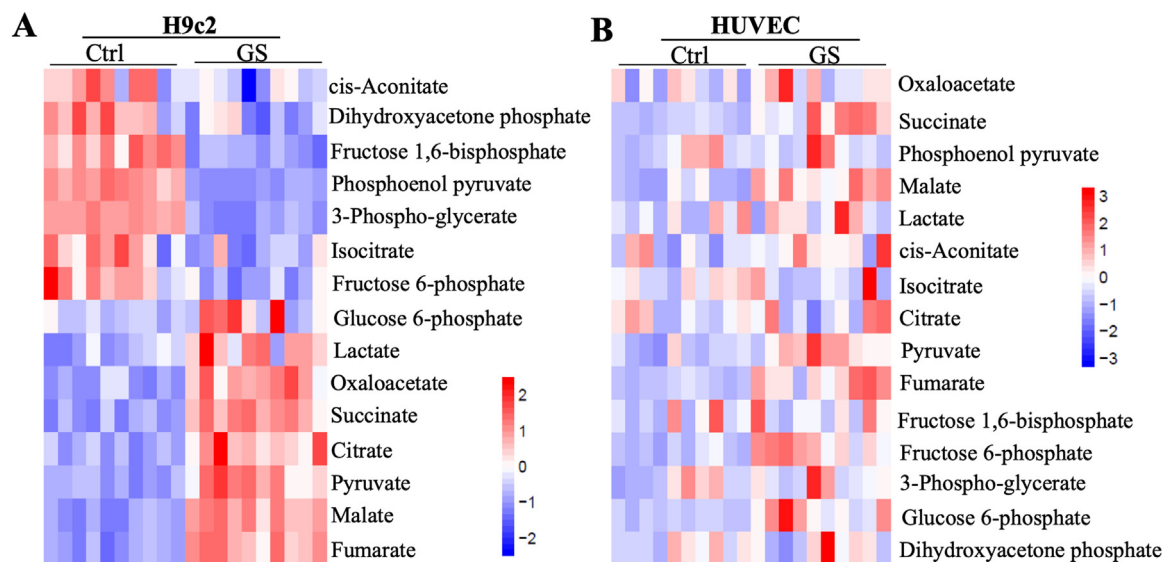 A
H9c2
Ctrl GS
cis-Aconitate
Dihydroxyacetone phosphate
Fructose 1,6-bisphosphate
Phosphoenol pyruvate
3-Phospho-glycerate
Isocitrate
Fructose 6-phosphate
Glucose 6-phosphate
Lactate
Oxaloacetate
Succinate
Citrate
Pyruvate
Malate
Fumarate
2
1
0
−1
−2
B
HUVEC
Ctrl GS
Oxaloacetate
Succinate
Phosphoenol pyruvate
Malate
Lactate
cis-Aconitate
Isocitrate
Citrate
Pyruvate
Fumarate
Fructose 1,6-bisphosphate
Fructose 6-phosphate
3-Phospho-glycerate
Glucose 6-phosphate
Dihydroxyacetone phosphate
3
2
1
0
−1
−2
−3